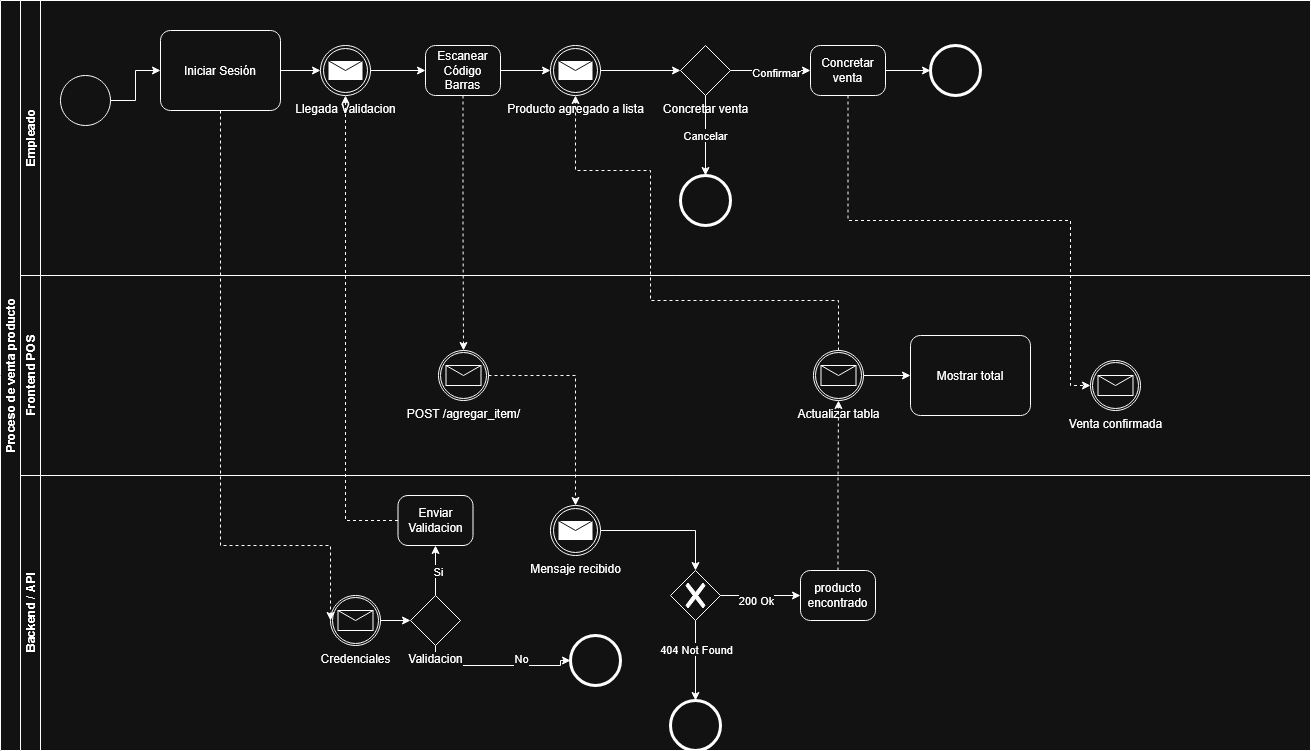 Proceso de venta producto
Empleado
Iniciar Sesión
Llegada Validacion
Escanear
Código
Barras
Producto agregado a lista
Concretar venta
Confirmar
Cancelar
Concretar
venta
Frontend POS
POST /agregar_item/
Actualizar tabla
Mostrar total
Venta confirmada
Backend / API
Enviar
Validacion
Si
Credenciales
Validacion
No
Mensaje recibido
200 Ok
404 Not Found
producto
encontrado